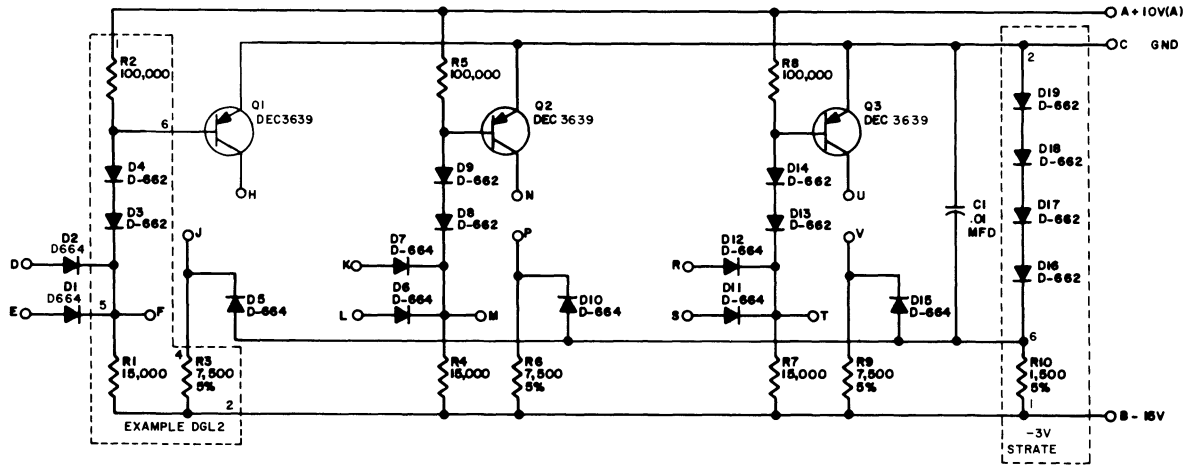 A+10V(A)
C GND
R2
100,000
6
Q1
DEC3639
D4
D-662
D3
D-662
D2
D664
D
D1
D664
E
5
F
R1
15,000
H
J
D5
D-664
4
R3
7,500
5%
2
EXAMPLE DGL2
R5
100,000
Q2
DEC 3639
D9
D-662
D8
D-662
N
P
D7
D-664
K
D6
D-664
L
M
D10
D-664
R4
15,000
R6
7,500
5%
R8
100,000
Q3
DEC 3639
D14
D-662
D13
D-662
U
V
D12
D-664
R
D11
D-664
S
T
D15
D-664
R7
15,000
R9
7,500
5%
C1
.01
MFD
2
D19
D-662
D18
D-662
D17
D-662
D16
D-662
6
R10
1,500
5%
1
B-15V
-3V
STRATE